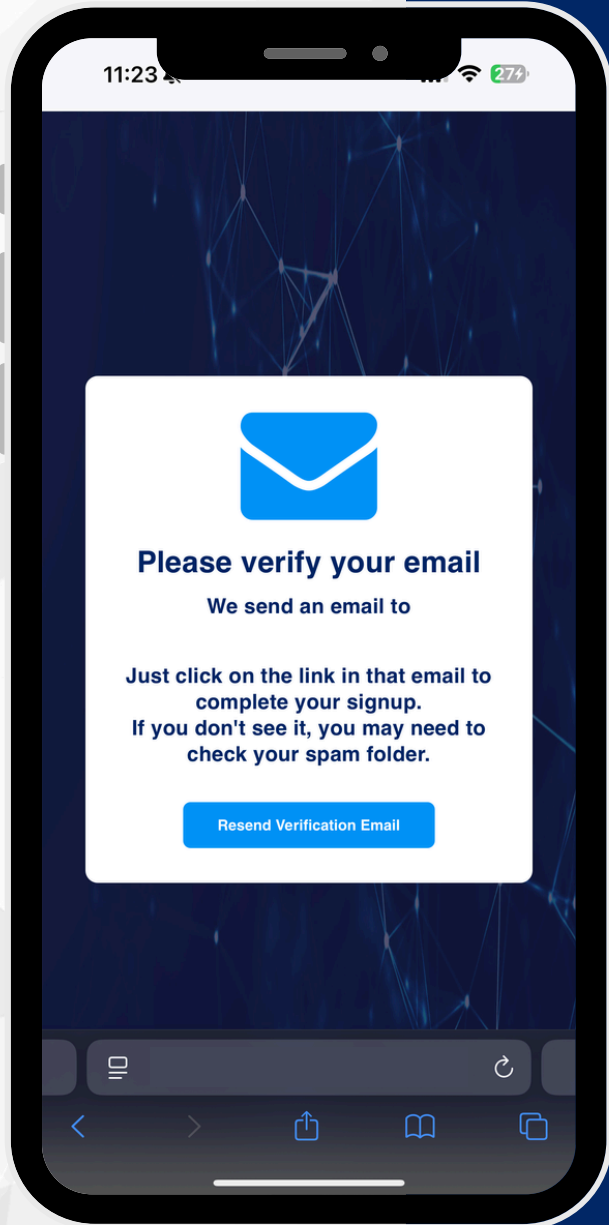 11:23
27
Please verify your email
We send an email to
Just click on the link in that email to
complete your signup.
If you don't see it, you may need to
check your spam folder.
Resend Verification Email